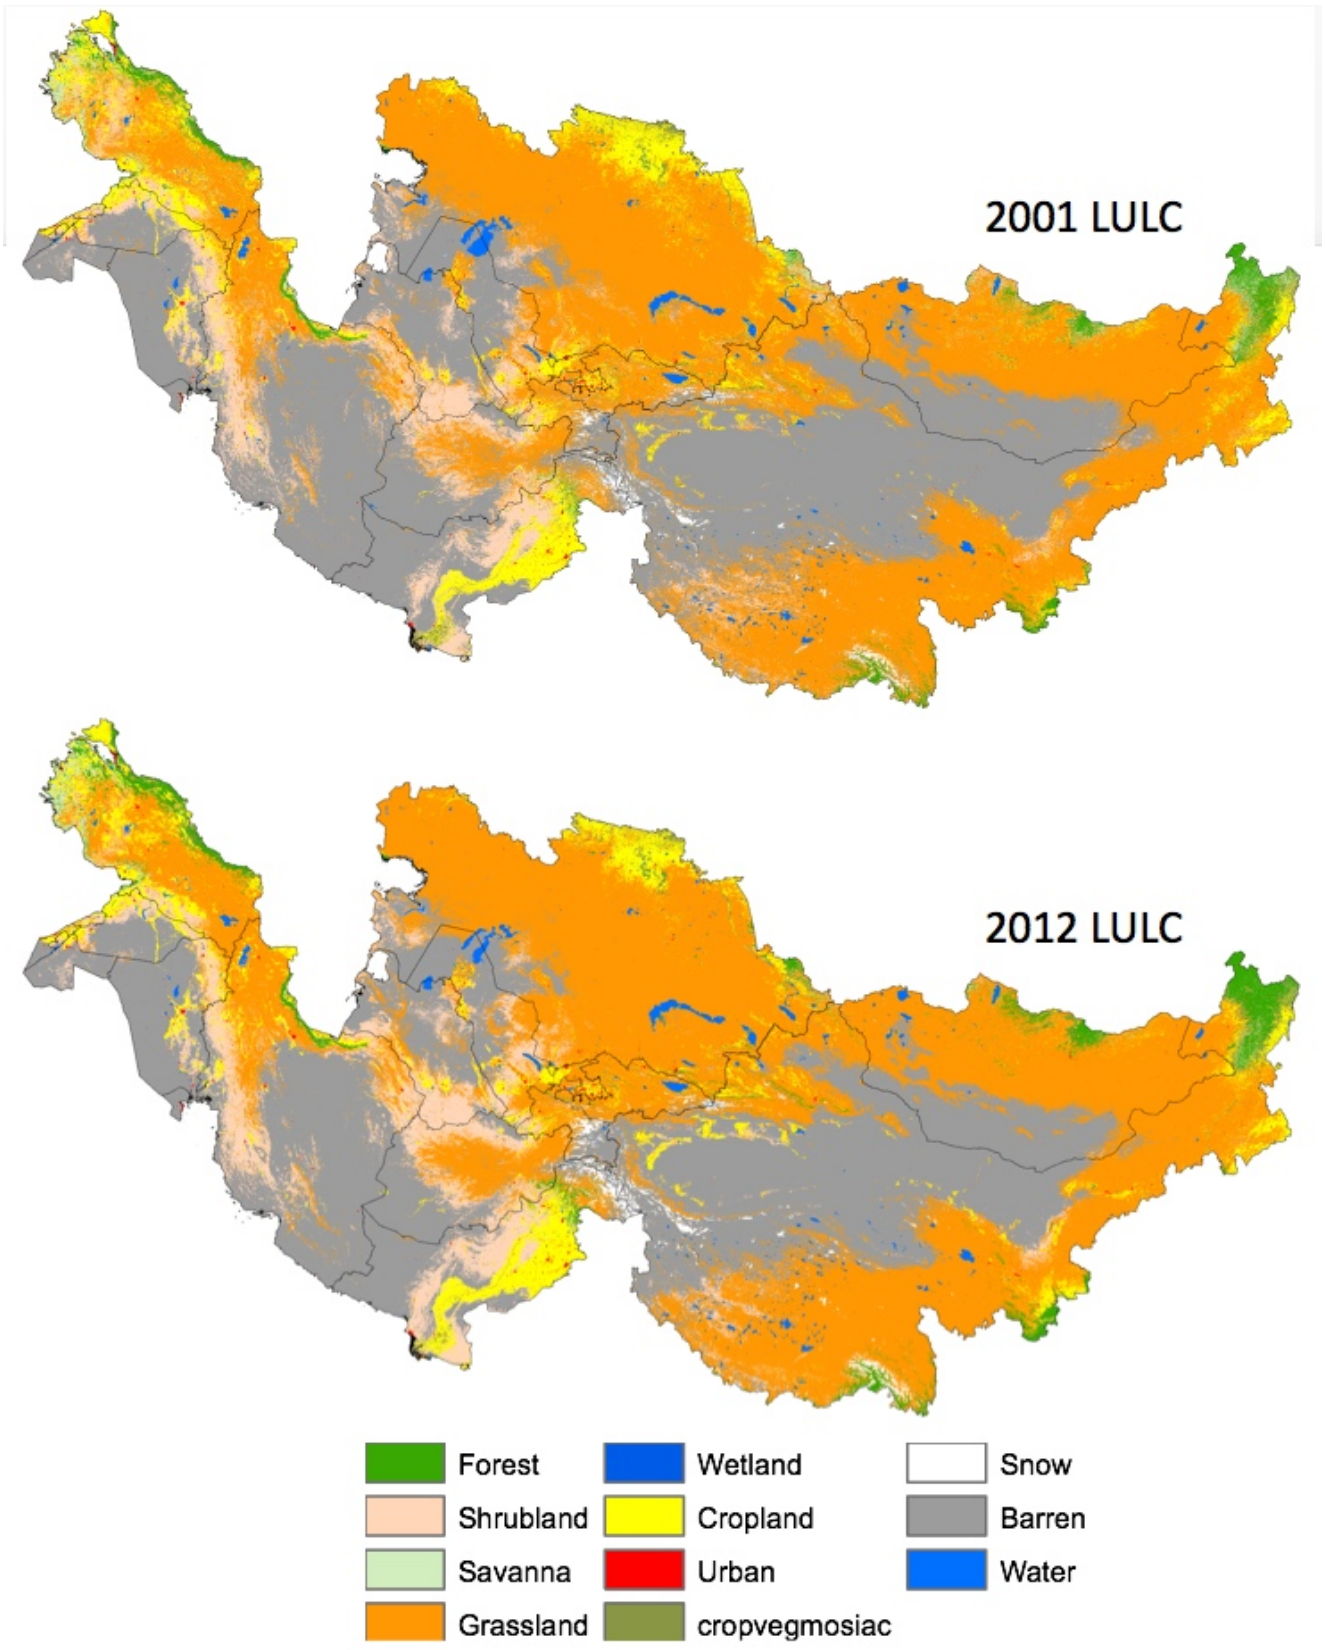 2001 LULC
2012 LULC
Forest
Wetland
Snow
Shrubland
Cropland
Barren
Savanna
Urban
Water
Grassland
cropvegmosiac